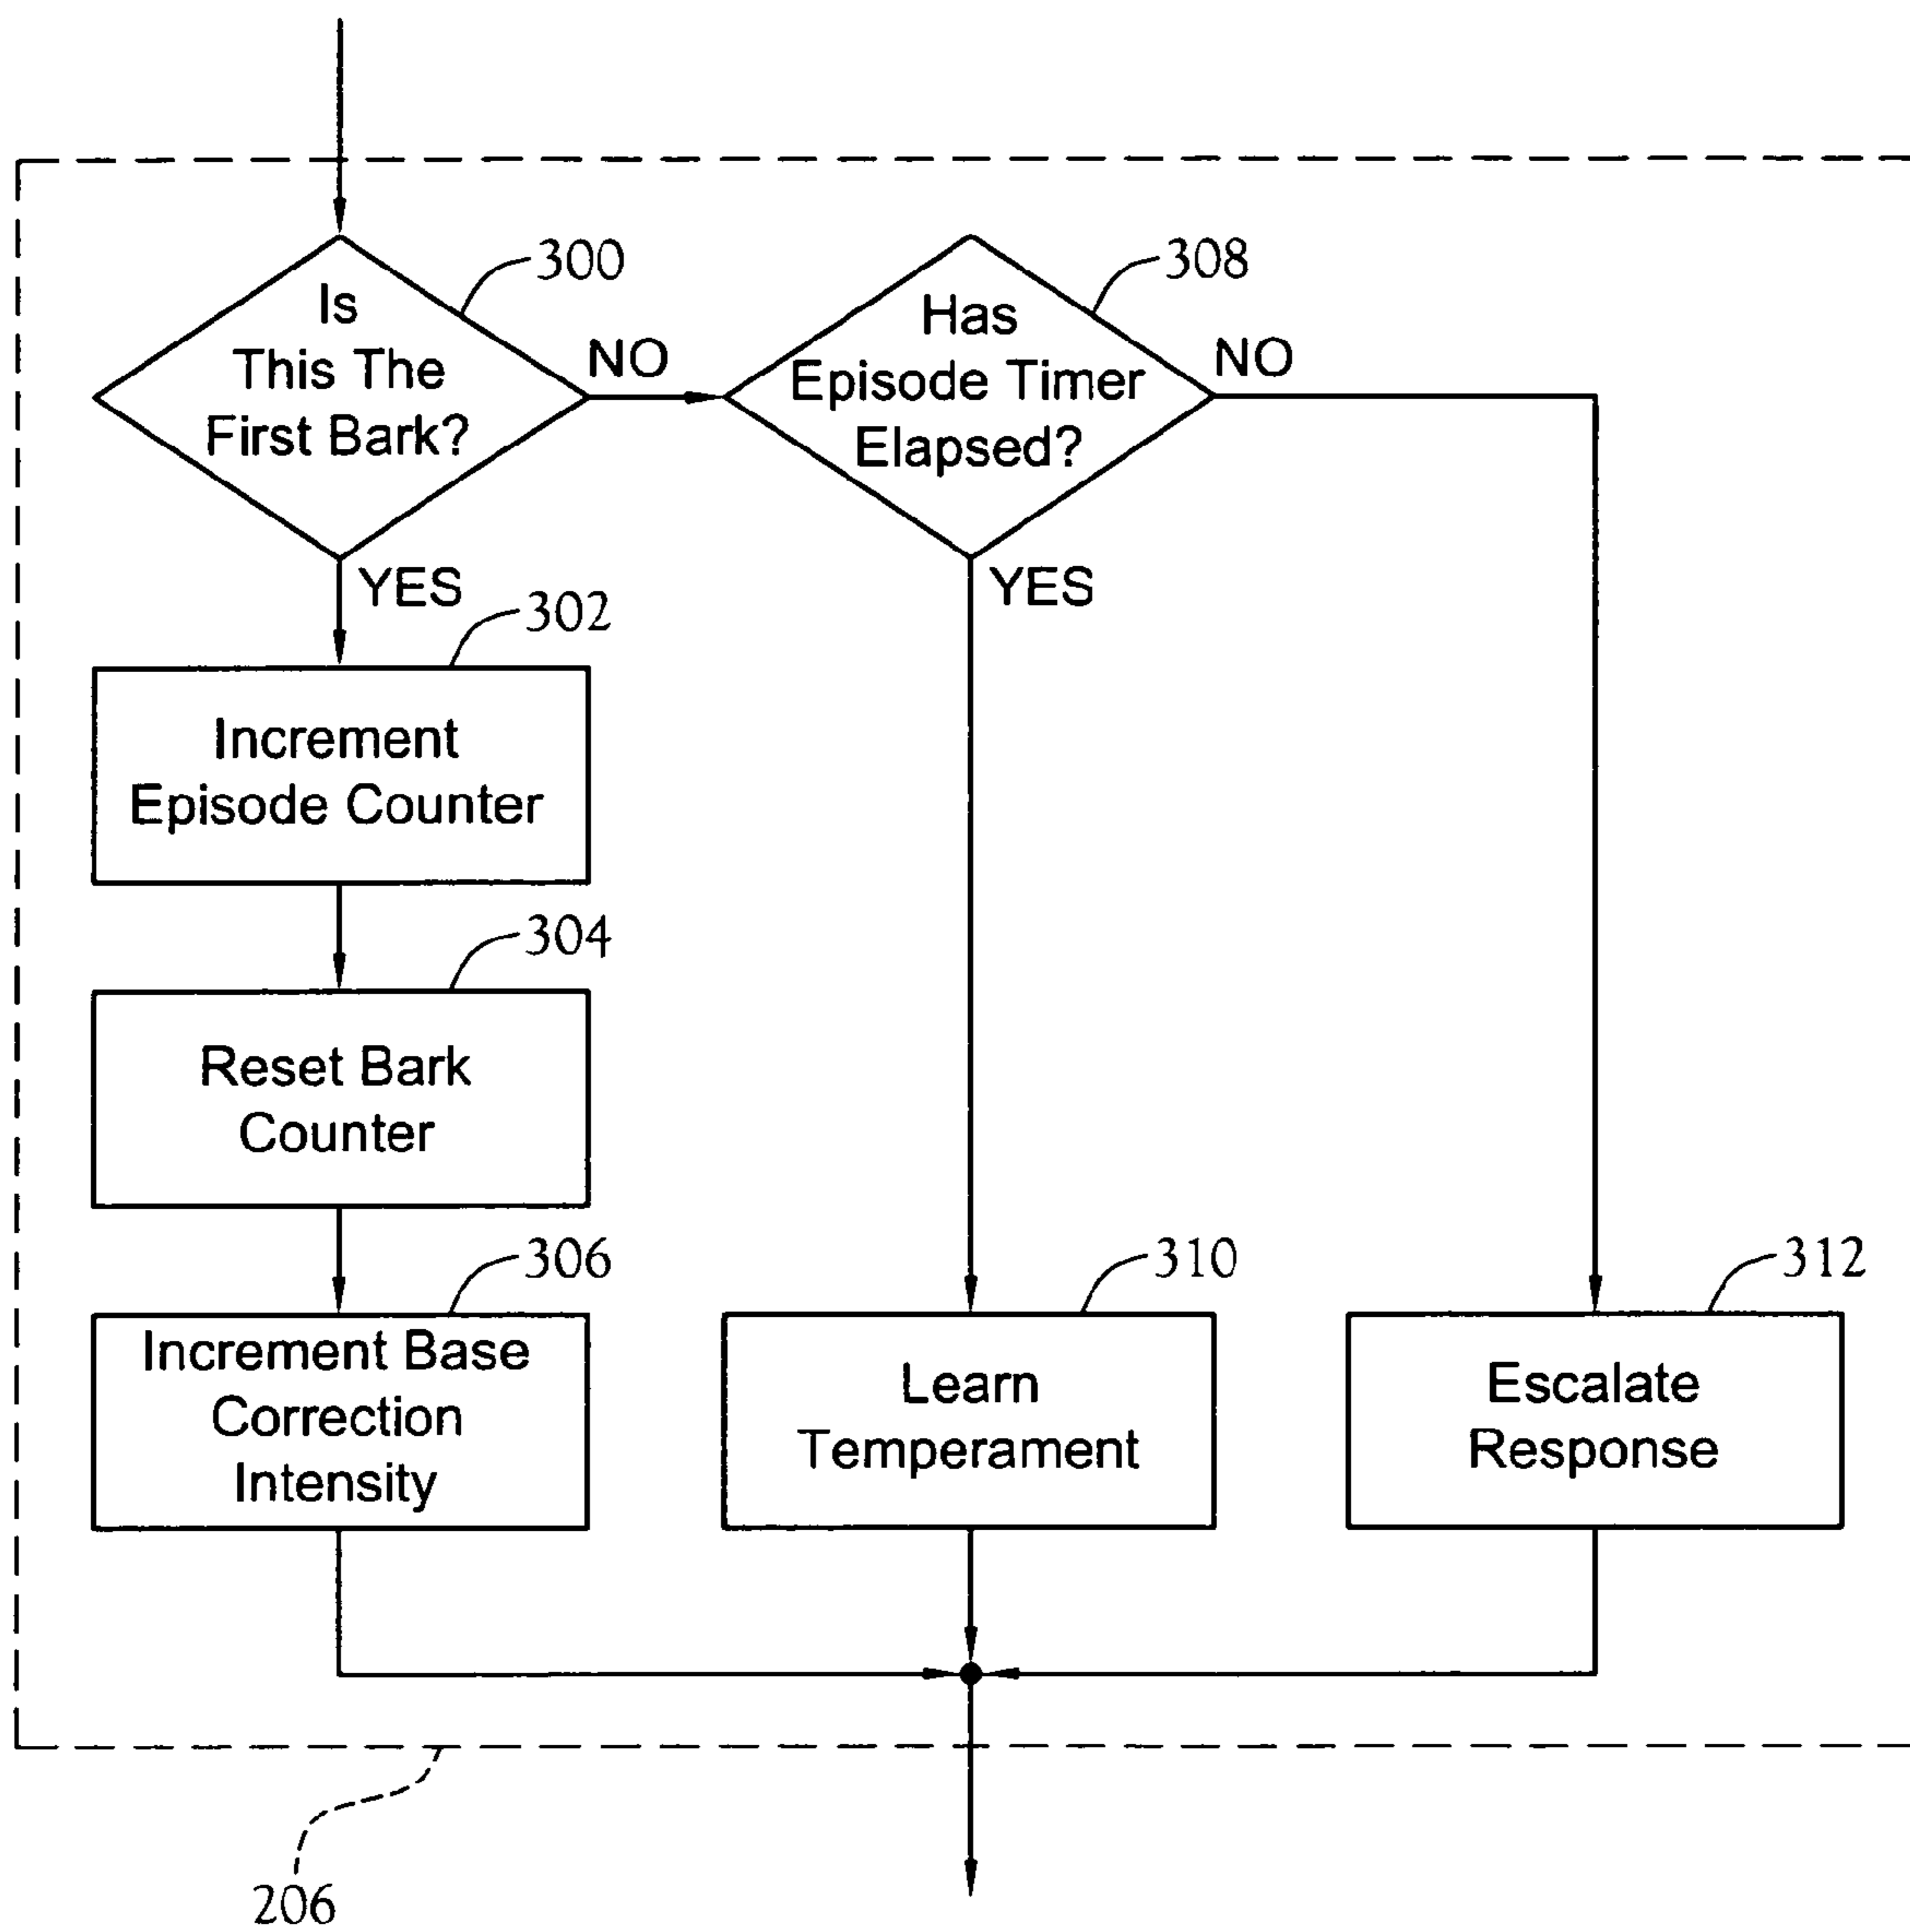 300
Is
This The
First Bark?
NO
YES
308
Has
Episode Timer
Elapsed?
NO
YES
302
Increment
Episode Counter
304
Reset Bark
Counter
306
Increment Base
Correction
Intensity
310
Learn
Temperament
312
Escalate
Response
206